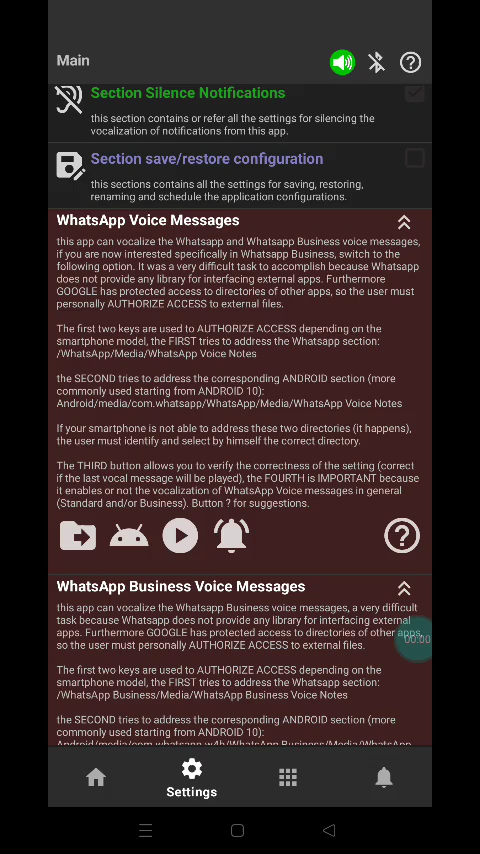 Main
Section Silence Notifications
this section contains or refer all the settings for silencing the
vocalization of notifications from this app.
Section save/restore configuration
this sections contains all the settings for saving, restoring,
renaming and schedule the application configurations.
WhatsApp Voice Messages
this app can vocalize the Whatsapp and Whatsapp Business voice messages,
if you are now interested specifically in Whatsapp Business, switch to the
following option. It was a very difficult task to accomplish because Whatsapp
does not provide any library for interfacing external apps. Furthermore
GOOGLE has protected access to directories of other apps, so the user must
personally AUTHORIZE ACCESS to external files.
The first two keys are used to AUTHORIZE ACCESS depending on the
smartphone model, the FIRST tries to address the Whatsapp section:
/WhatsApp/Media/WhatsApp Voice Notes
the SECOND tries to address the corresponding ANDROID section (more
commonly used starting from ANDROID 10):
Android/media/com.whatsapp/WhatsApp/Media/WhatsApp Voice Notes
If your smartphone is not able to address these two directories (it happens),
the user must identify and select by himself the correct directory.
The THIRD button allows you to verify the correctness of the setting (correct
if the last vocal message will be played), the FOURTH is IMPORTANT because
it enables or not the vocalization of WhatsApp Voice messages in general
(Standard and/or Business). Button ? for suggestions.
WhatsApp Business Voice Messages
this app can vocalize the Whatsapp Business voice messages, a very difficult
task because Whatsapp does not provide any library for interfacing external
apps. Furthermore GOOGLE has protected access to directories of other apps,
so the user must personally AUTHORIZE ACCESS to external files.
00:00
The first two keys are used to AUTHORIZE ACCESS depending on the
smartphone model, the FIRST tries to address the Whatsapp section:
/WhatsApp Business/Media/WhatsApp Business Voice Notes
the SECOND tries to address the corresponding ANDROID section (more
commonly used starting from ANDROID 10):
Android/media/com.whatsapp.w4b/WhatsApp Business/Media/WhatsApp
Settings